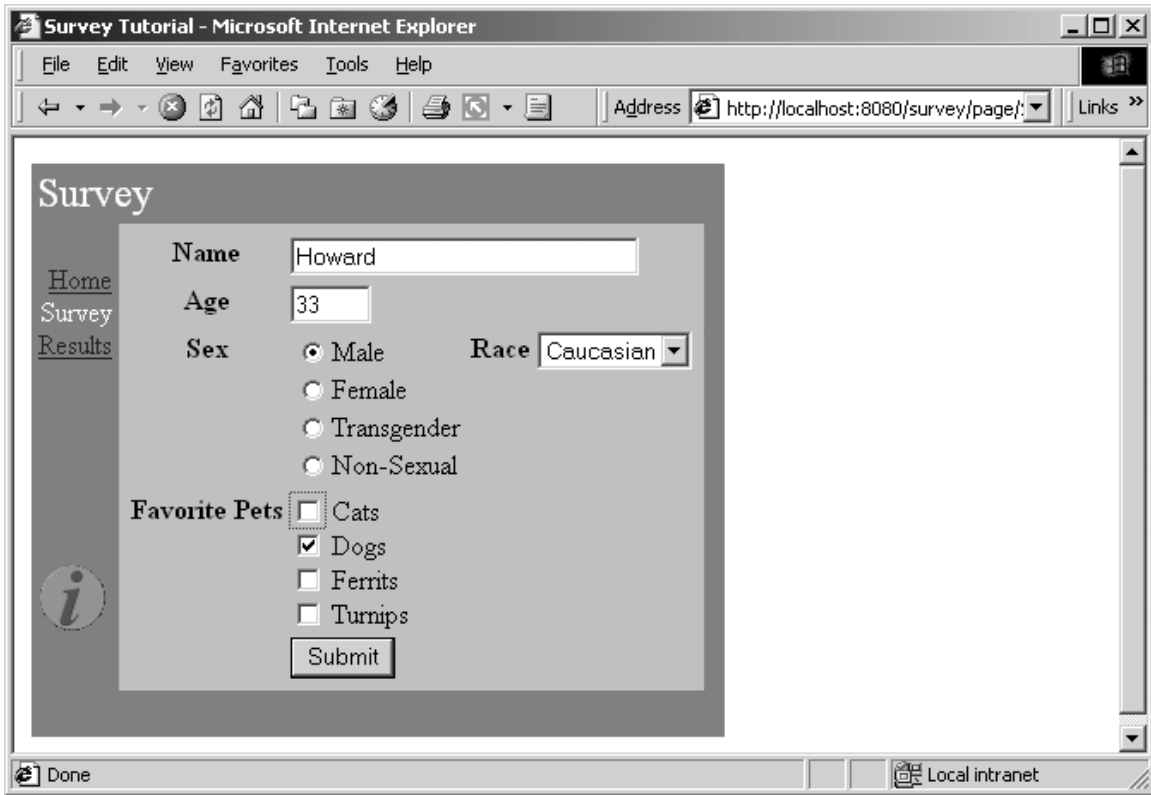 Survey Tutorial - Microsoft Internet Explorer
File Edit View Favorites Tools Help
Address http://localhost:8080/survey/page/ Links »
Survey
Name Howard
Home
Age 33
Survey
Results
Sex Male Race Caucasian
Female
Transgender
Non-Sexual
Favorite Pets Cats
Dogs
Ferrits
Turnips
i
Submit
Done Local intranet